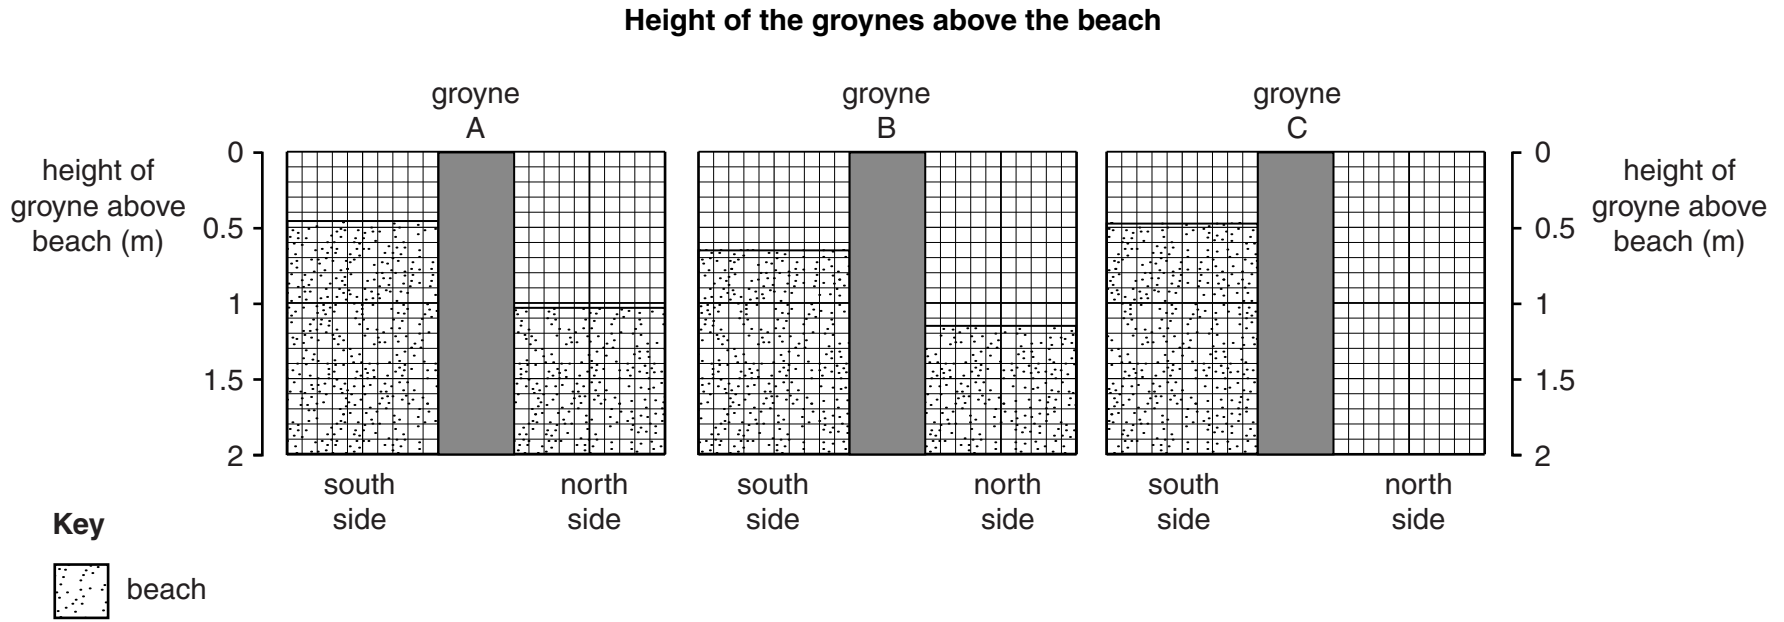 Height of the groynes above the beach
groyne
A
groyne
B
groyne
C
height of
groyne above
beach (m)
0
0.5
1
1.5
2
0
0.5
1
1.5
2
height of
groyne above
beach (m)
south
side
north
side
south
side
north
side
south
side
north
side
Key
beach